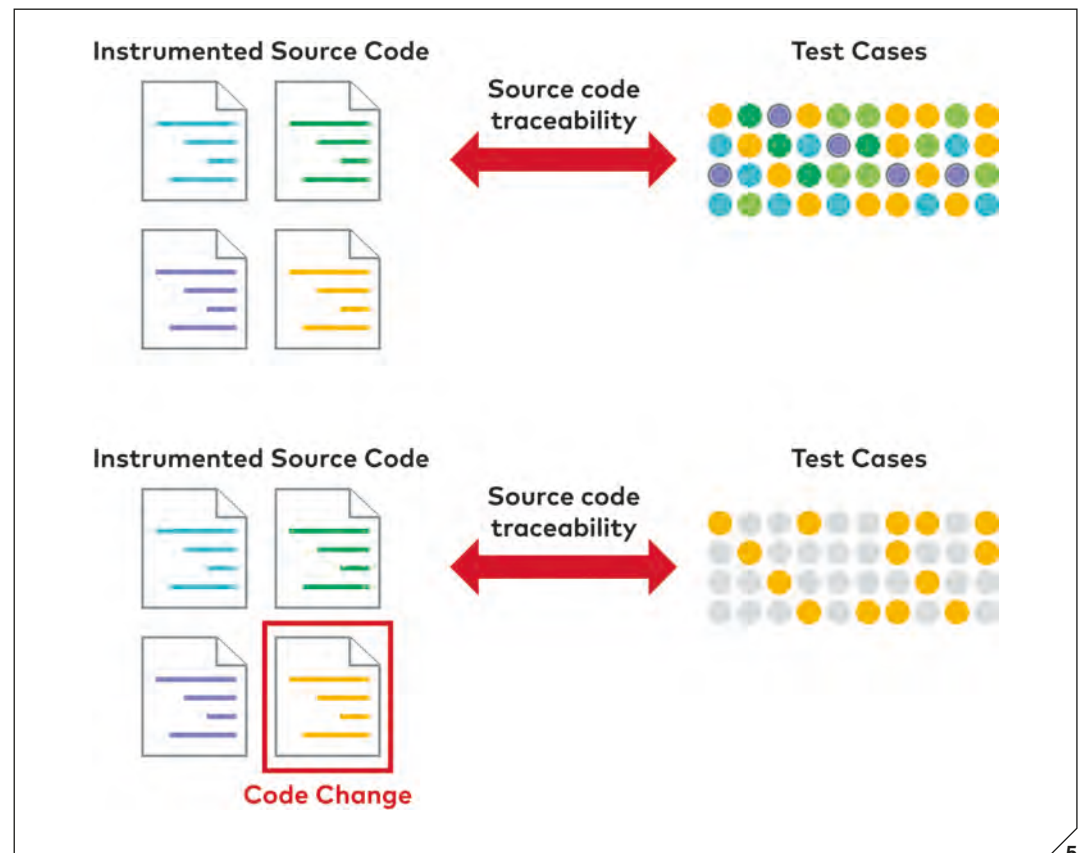 Instrumented Source Code
Test Cases
Source code
traceability
Instrumented Source Code
Test Cases
Source code
traceability
Code Change
5